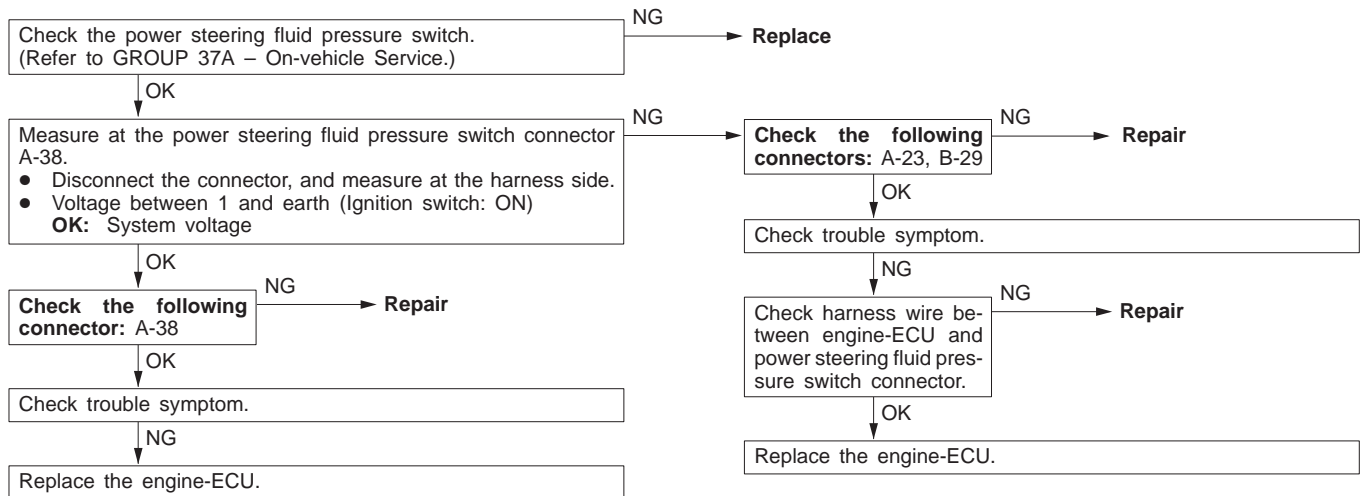 Check the power steering fluid pressure switch.
(Refer to GROUP 37A – On-vehicle Service.)
NG
Replace
OK
Measure at the power steering fluid pressure switch connector
A-38.
● Disconnect the connector, and measure at the harness side.
● Voltage between 1 and earth (Ignition switch: ON)
OK: System voltage
NG
Check the following
connectors: A-23, B-29
NG
Repair
OK
Check trouble symptom.
NG
Check harness wire be-
tween engine-ECU and
power steering fluid pres-
sure switch connector.
NG
Repair
OK
Replace the engine-ECU.
OK
Check the following
connector: A-38
NG
Repair
OK
Check trouble symptom.
NG
Replace the engine-ECU.